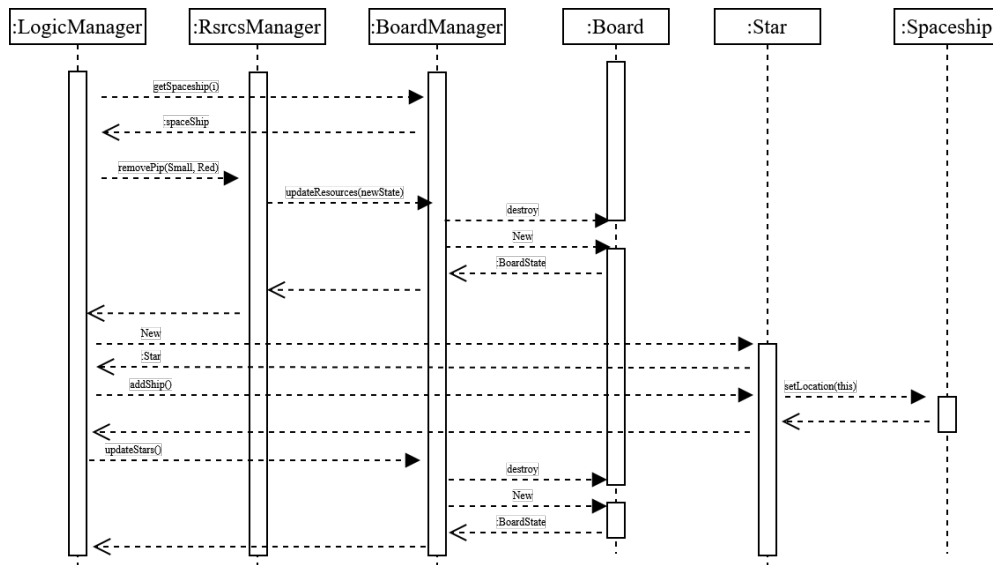 :LogicManager
:RsrcsManager
:BoardManager
:Board
:Star
:Spaceship
getSpaceship(i)
:spaceShip
removePip(Small, Red)
updateResources(newState)
destroy
New
:BoardState
New
:Star
addShip()
setLocation(this)
updateStars()
destroy
New
:BoardState